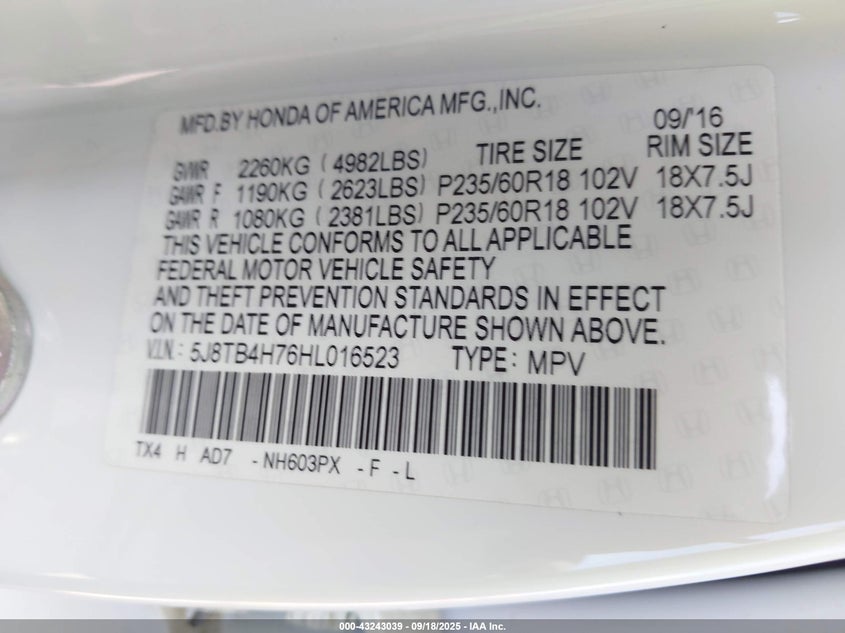 MFD.BY HONDA OF AMERICA MFG.,INC. 09/'16
GVWR 2260KG (4982LBS) TIRE SIZE RIM SIZE
GAWR F 1190KG (2623LBS) P235/60R18 102V 18X7.5J
GAWR R 1080KG (2381LBS) P235/60R18 102V 18X7.5J
THIS VEHICLE CONFORMS TO ALL APPLICABLE
FEDERAL MOTOR VEHICLE SAFETY
AND THEFT PREVENTION STANDARDS IN EFFECT
ON THE DATE OF MANUFACTURE SHOWN ABOVE.
V.I.N.: 5J8TB4H76HL016523 TYPE: MPV
TX4 H AD7 -NH603PX -F -L
000-43243039 - 09/18/2025 - IAA Inc.